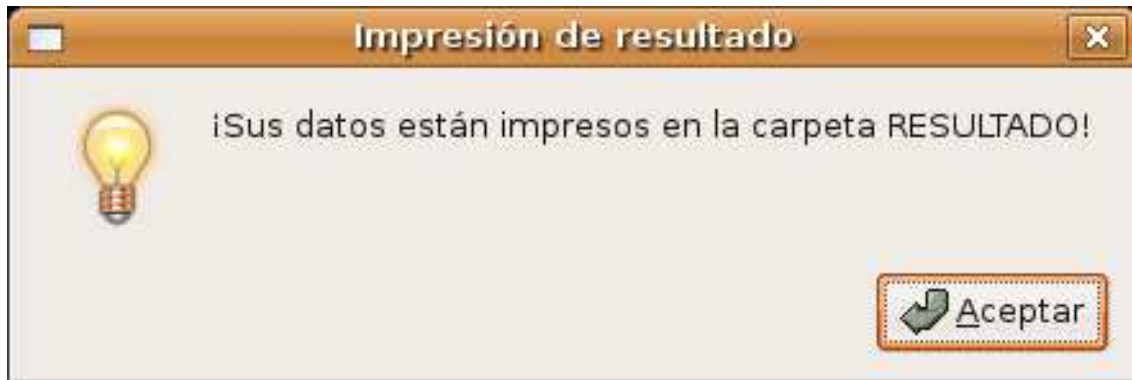 Impresión de resultado
¡Sus datos están impresos en la carpeta RESULTADO!
Aceptar